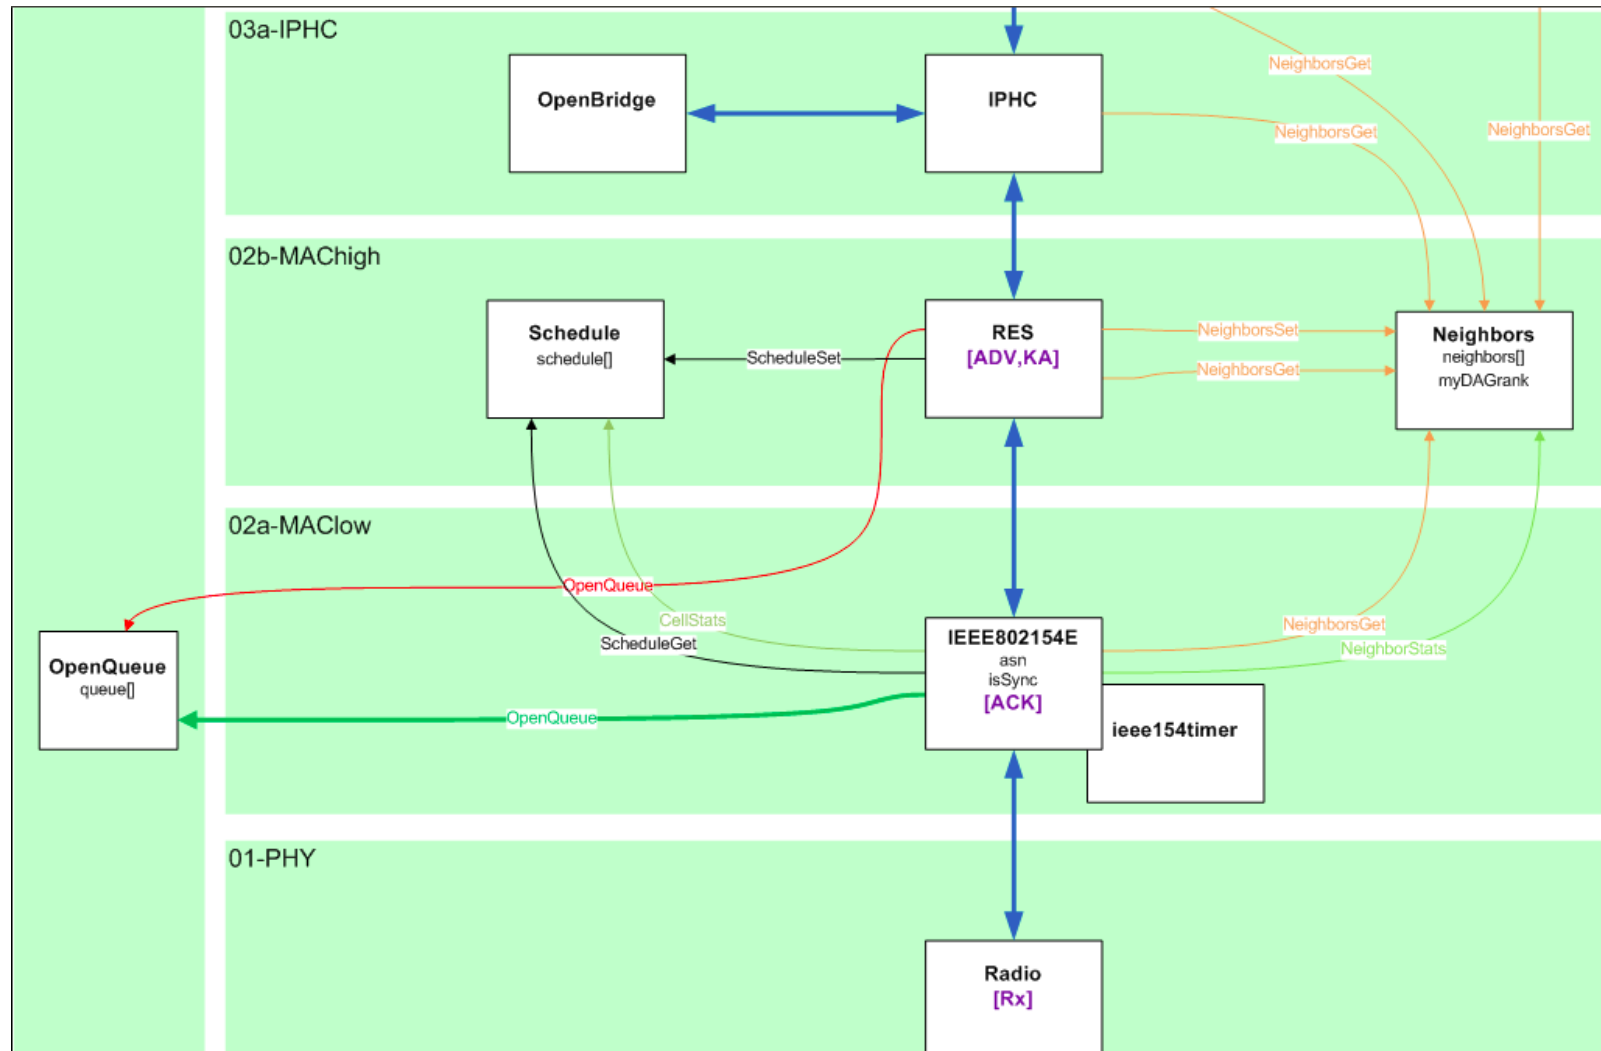 03a-IPHC
NeighborsGet
OpenBridge
IPHC
NeighborsGet
NeighborsGet
02b-MAChigh
Schedule
schedule[]
ScheduleSet
RES
[ADV,KA]
NeighborsSet
NeighborsGet
Neighbors
neighbors[]
myDAGrank
02a-MAClow
OpenQueue
CellStats
ScheduleGet
IEEE802154E
asn
isSync
[ACK]
NeighborsGet
NeighborStats
OpenQueue
queue[]
OpenQueue
ieee154timer
01-PHY
Radio
[Rx]